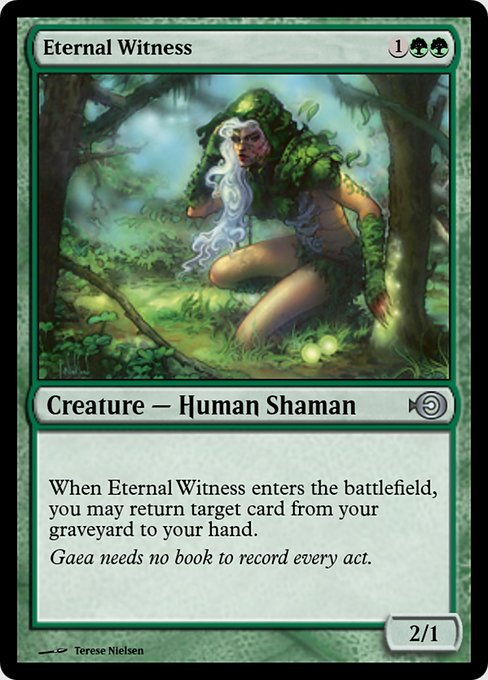 Eternal Witness 1
Creature — Human Shaman
When Eternal Witness enters the battlefield,
you may return target card from your
graveyard to your hand.
Gaea needs no book to record every act.
2/1
Terese Nielsen